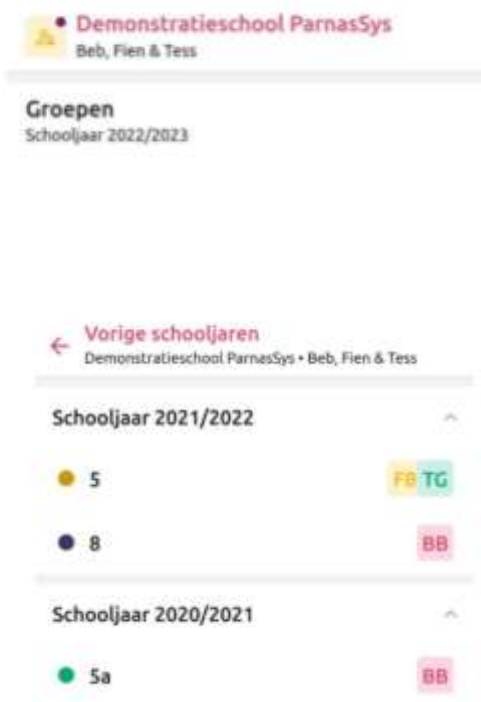 Demonstratieschool ParnasSys
Beb, Fien & Tess
Groepen
Schooljaar 2022/2023
Vorige schooljaren
Demonstratieschool ParnasSys • Beb, Fien & Tess
Schooljaar 2021/2022
5 FB TG
8 BB
Schooljaar 2020/2021
5a BB